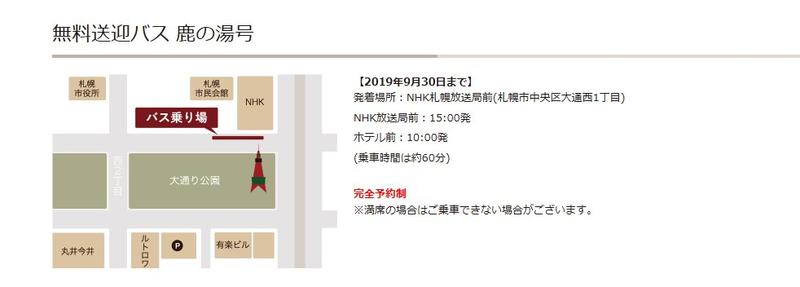 無料送迎バス 鹿の湯号
札幌
市役所
札幌
市民会館
NHK
バス乗り場
西2丁目
大通り公園
丸井今井
ルトロワ
P
有楽ビル
【2019年9月30日まで】
発着場所：NHK札幌放送局前(札幌市中央区大通西1丁目)
NHK放送局前：15:00発
ホテル前：10:00発
(乗車時間は約60分)
完全予約制
※満席の場合はご乗車できない場合がございます。